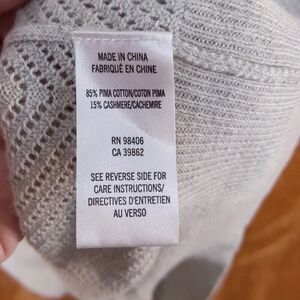 MADE IN CHINA
FABRIQUÉ EN CHINE
85% PIMA COTTON/COTON PIMA
15% CASHMERE/CACHEMIRE
RN 98406
CA 39862
SEE REVERSE SIDE FOR
CARE INSTRUCTIONS/
DIRECTIVES D'ENTRETIEN
AU VERSO